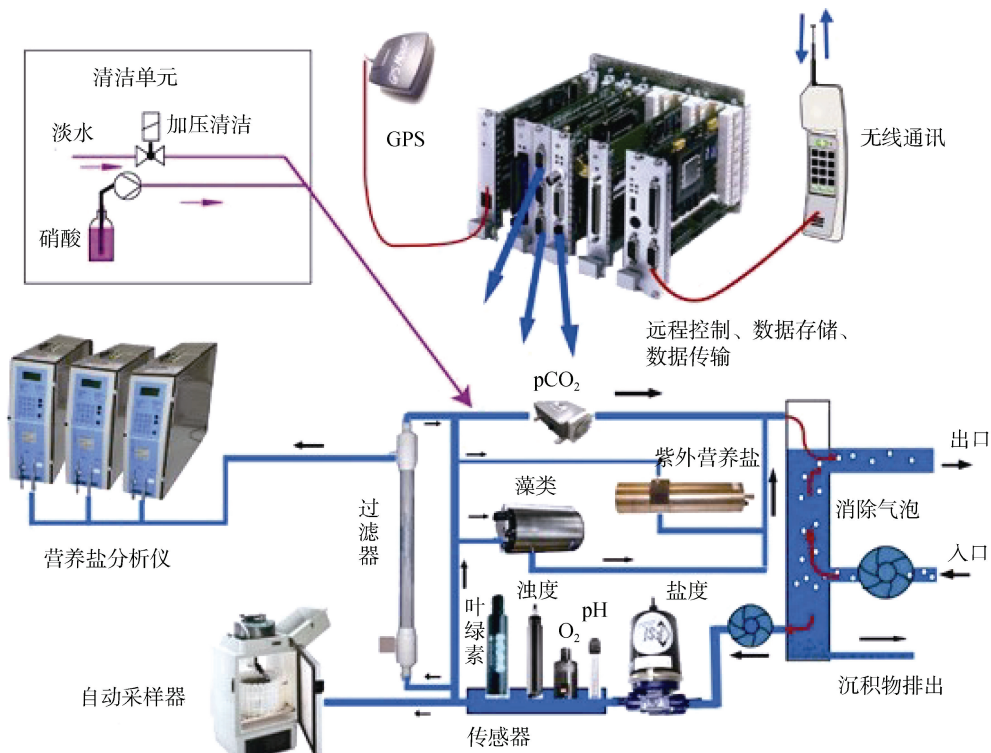 清洁单元
加压清洁
淡水
硝酸
GPS
无线通讯
远程控制、数据存储、
数据传输
pCO₂
出口
紫外营养盐
藻类
消除气泡
过滤器
营养盐分析仪
入口
浊度
盐度
叶绿素
pH
O₂
自动采样器
沉积物排出
传感器